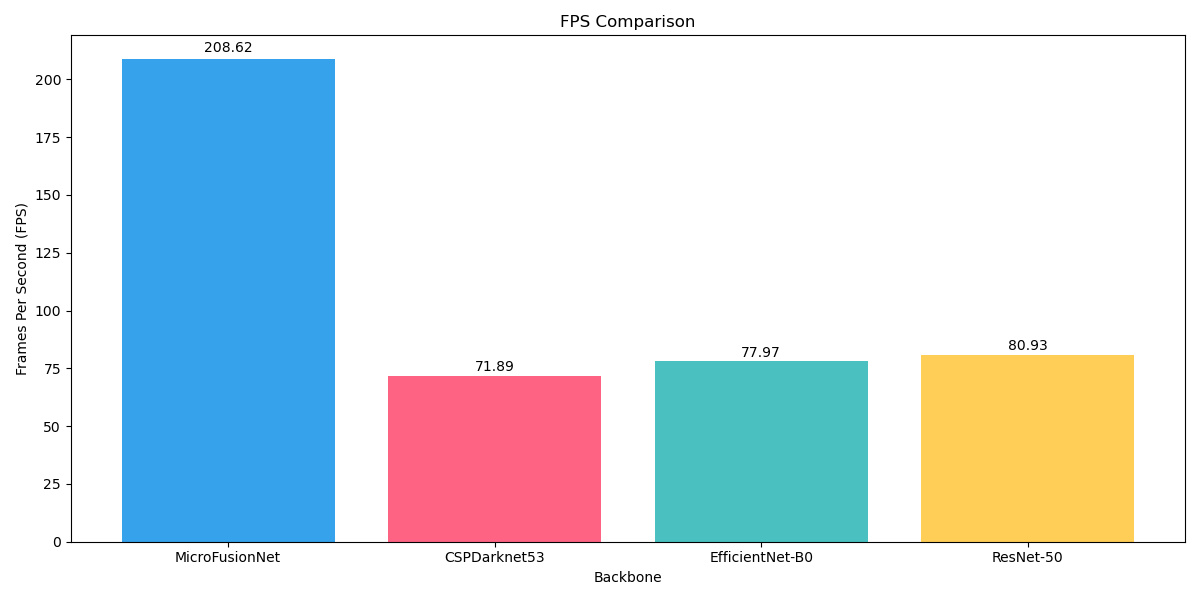 FPS Comparison
208.62
200
175
150
125
100
75
50
25
0
Frames Per Second (FPS)
71.89
77.97
80.93
MicroFusionNet
CSPDarknet53
EfficientNet-B0
ResNet-50
Backbone